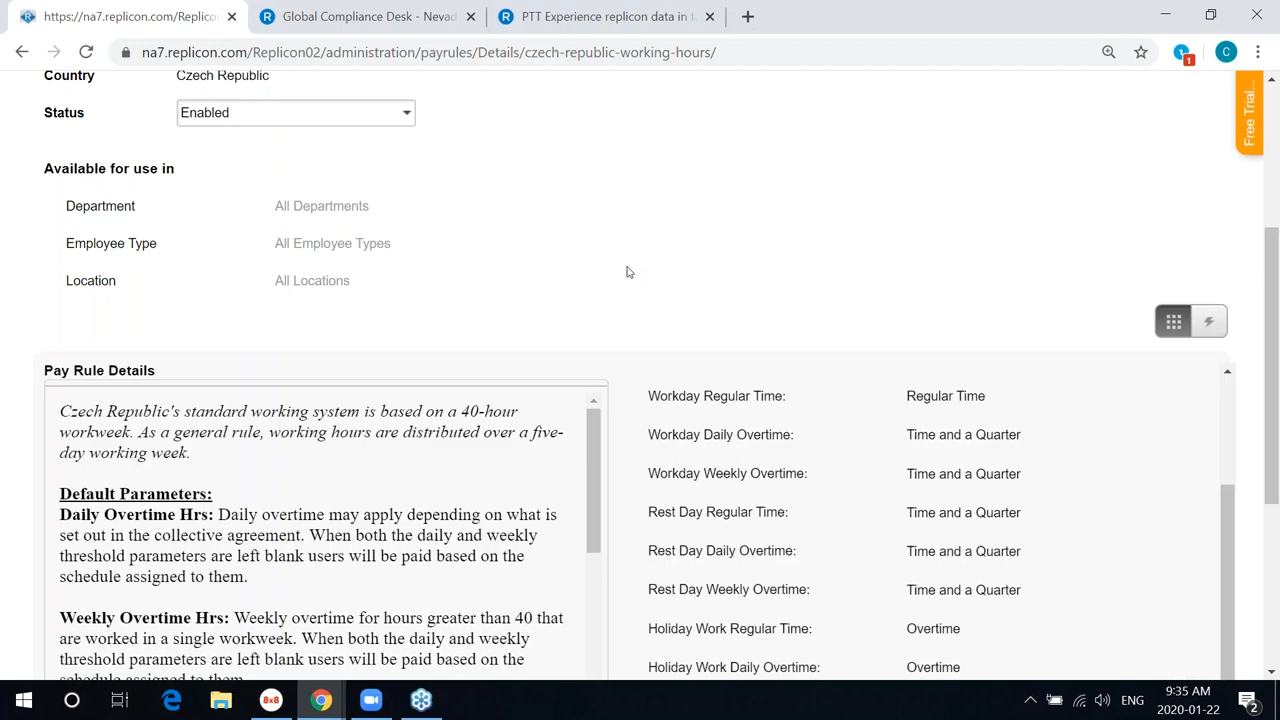 https://na7.replicon.com/Replico
Global Compliance Desk - Nevad
PTT Experience replicon data in t
na7.replicon.com/Replicon02/administration/payrules/Details/czech-republic-working-hours/
1
C
Country Czech Republic
Status Enabled
Free Trial...
Available for use in
Department All Departments
Employee Type All Employee Types
Location All Locations
Pay Rule Details
Czech Republic's standard working system is based on a 40-hour
workweek. As a general rule, working hours are distributed over a five-
day working week.
Default Parameters:
Daily Overtime Hrs: Daily overtime may apply depending on what is
set out in the collective agreement. When both the daily and weekly
threshold parameters are left blank users will be paid based on the
schedule assigned to them.
Weekly Overtime Hrs: Weekly overtime for hours greater than 40 that
are worked in a single workweek. When both the daily and weekly
threshold parameters are left blank users will be paid based on the
schedule assigned to them.
Workday Regular Time: Regular Time
Workday Daily Overtime: Time and a Quarter
Workday Weekly Overtime: Time and a Quarter
Rest Day Regular Time: Time and a Quarter
Rest Day Daily Overtime: Time and a Quarter
Rest Day Weekly Overtime: Time and a Quarter
Holiday Work Regular Time: Overtime
Holiday Work Daily Overtime: Overtime
8x8
ENG
9:35 AM
2020-01-22
2